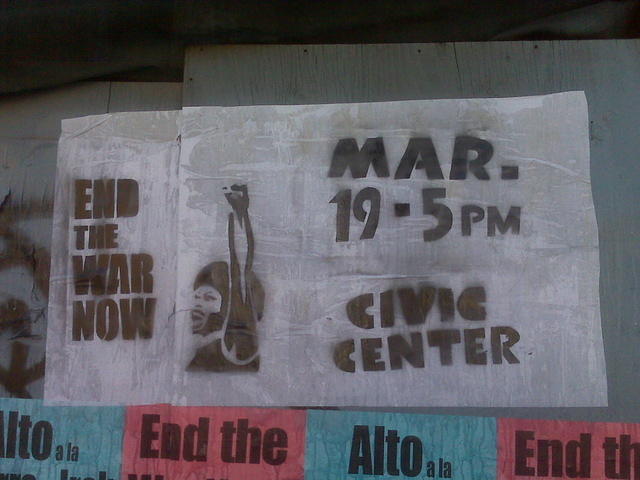 END
THE
WAR
NOW
MAR.
19 - 5 PM
CIVIC
CENTER
Alto a la
End the
Alto a la
End th